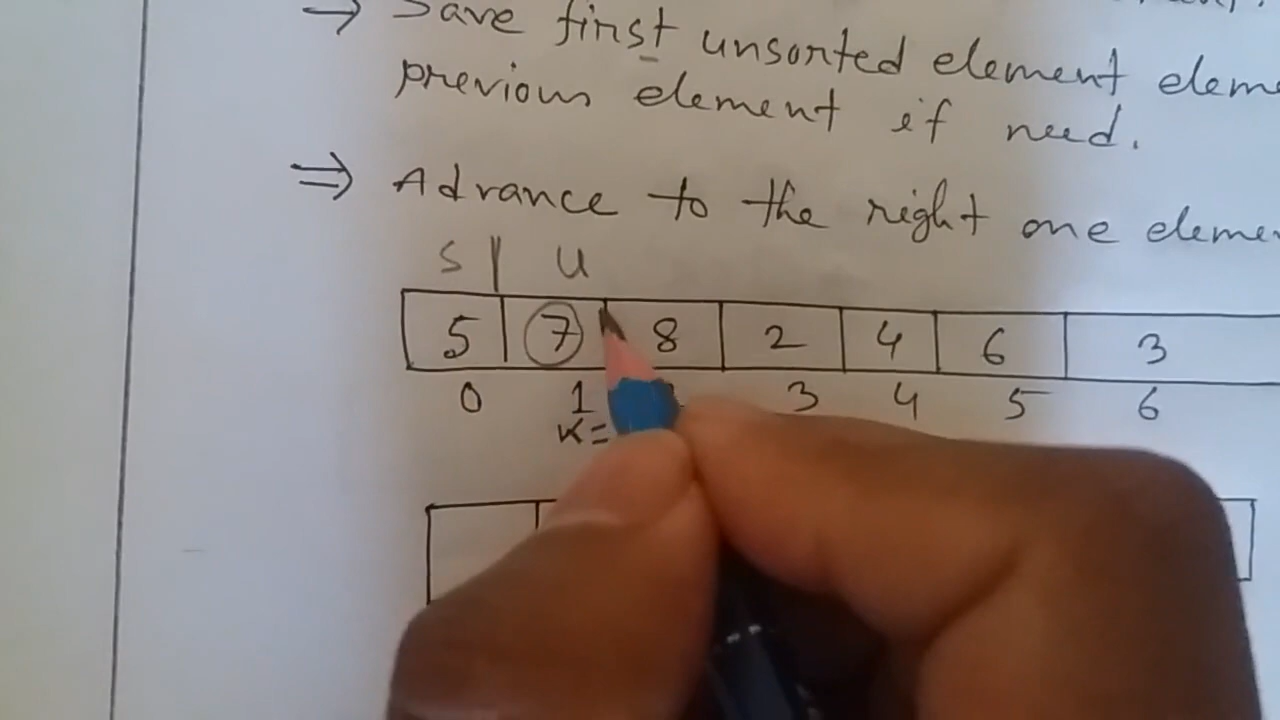 → Save first unsorted element
previous element if need.
⇒ Advance to the right one
S | U
5 7 8 2 4 6 3
0 1 3 4 5 6
K=